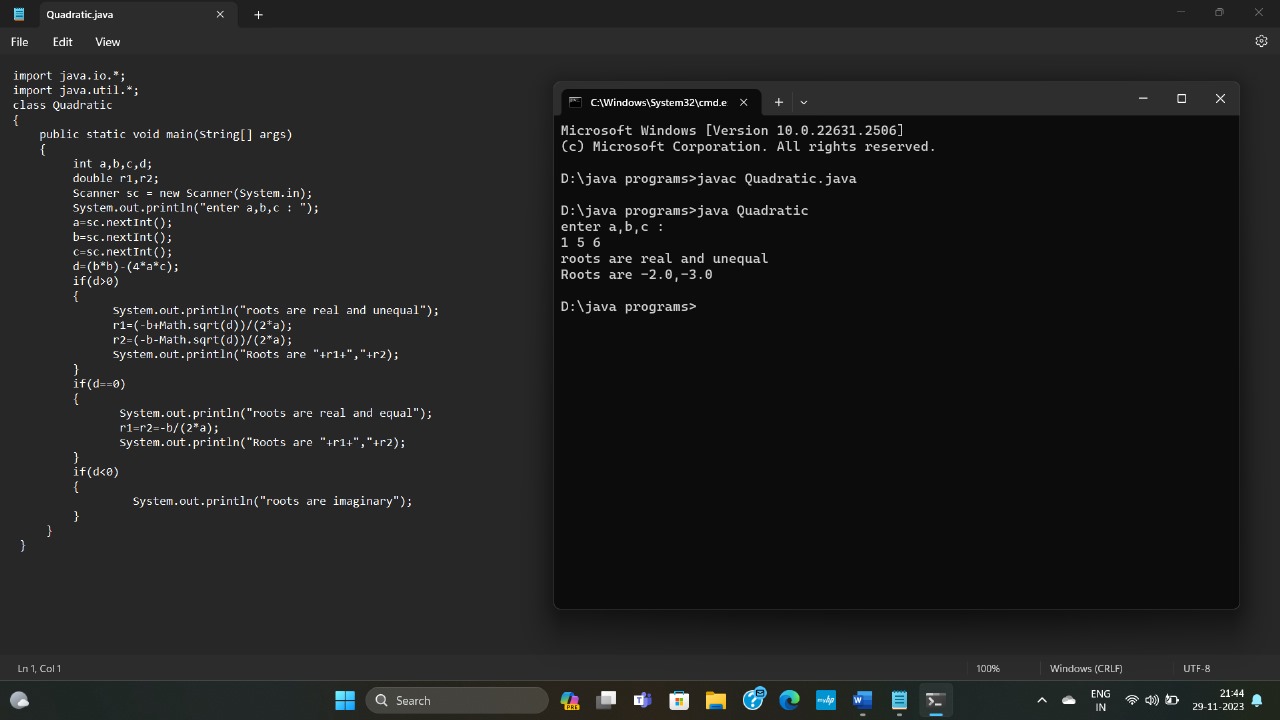 Quadratic.java
File Edit View
import java.io.*;
import java.util.*;
class Quadratic
{
public static void main(String[] args)
{
int a,b,c,d;
double r1,r2;
Scanner sc = new Scanner(System.in);
System.out.println("enter a,b,c : ");
a=sc.nextInt();
b=sc.nextInt();
c=sc.nextInt();
d=(b*b)-(4*a*c);
if(d>0)
{
System.out.println("roots are real and unequal");
r1=(-b+Math.sqrt(d))/(2*a);
r2=(-b-Math.sqrt(d))/(2*a);
System.out.println("Roots are "+r1+","+r2);
}
if(d==0)
{
System.out.println("roots are real and equal");
r1=r2=-b/(2*a);
System.out.println("Roots are "+r1+","+r2);
}
if(d<0)
{
System.out.println("roots are imaginary");
}
}
}
C:\Windows\System32\cmd.e
Microsoft Windows [Version 10.0.22631.2506]
(c) Microsoft Corporation. All rights reserved.
D:\java programs>javac Quadratic.java
D:\java programs>java Quadratic
enter a,b,c :
1 5 6
roots are real and unequal
Roots are -2.0,-3.0
D:\java programs>
Ln 1, Col 1 100% Windows (CRLF) UTF-8
Search
PRE
myhp
ENG
IN
21:44
29-11-2023